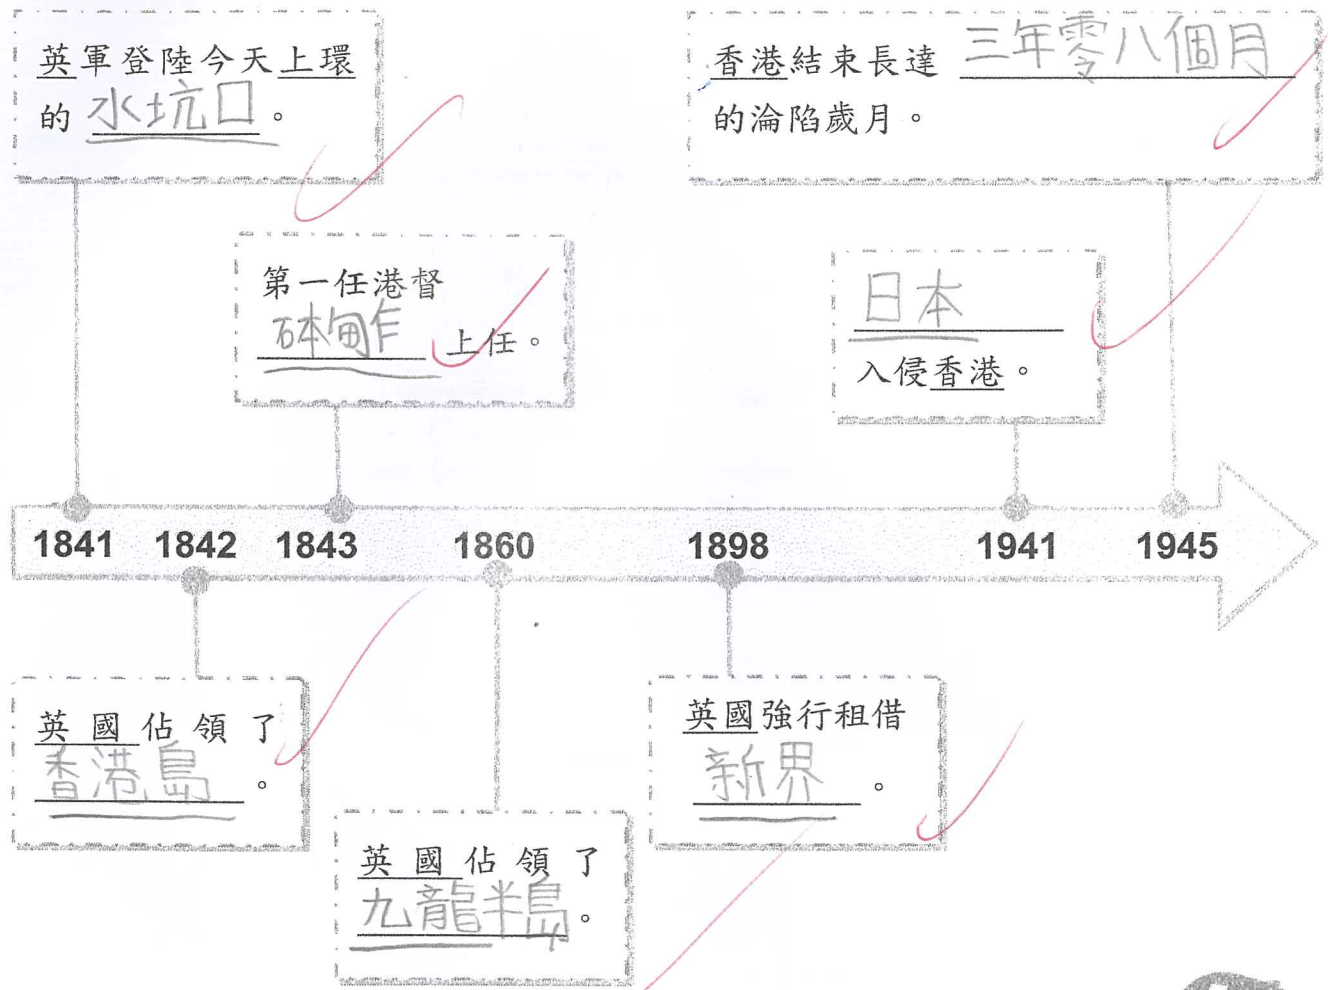 英軍登陸今天上環
的 水坑口 。
香港結束長達 三年零八個月
的淪陷歲月。
第一任港督
砵甸乍 上任。
日本
入侵香港。
1841 1842 1843 1860 1898 1941 1945
英國佔領了
香港島 。
英國強行租借
新界 。
英國佔領了
九龍半島 。